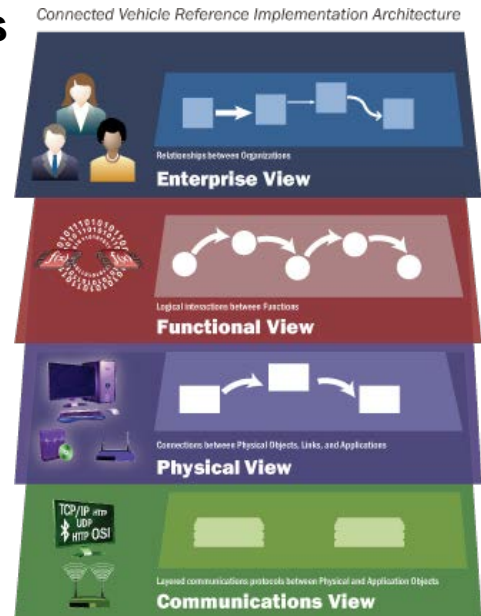 s
Connected Vehicle Reference Implementation Architecture
Relationships between Organizations
Enterprise View
010111010101101
f(x) f(x)
Logical interactions between Functions
Functional View
Connections between Physical Objects, Links, and Applications
Physical View
TCP/IP HTTP
UDP
HTTP OSI
Layered communications protocols between Physical and Application Objects
Communications View